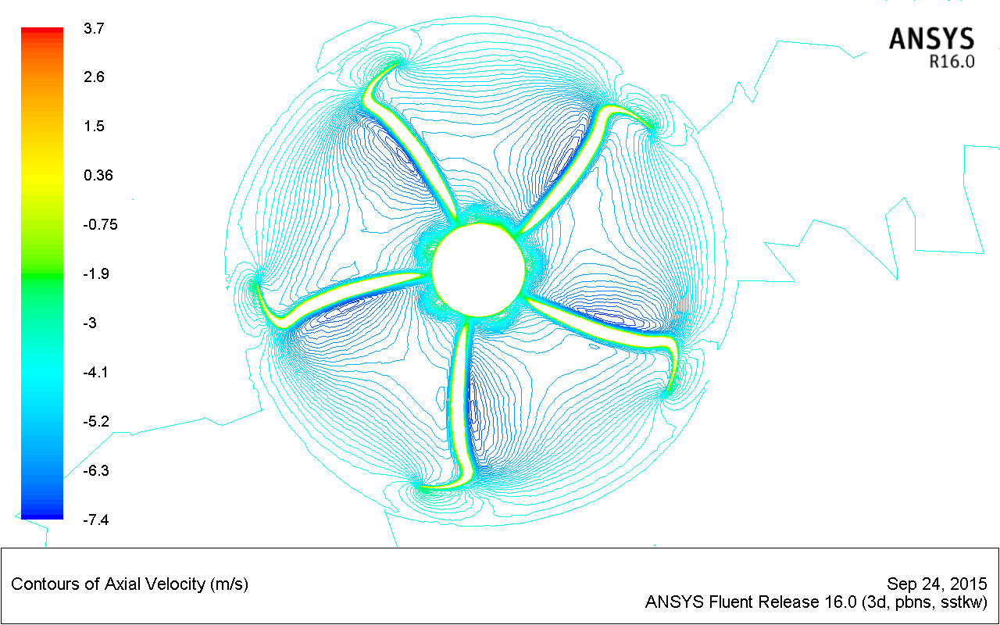 3.7
2.6
1.5
0.36
-0.75
-1.9
-3
-4.1
-5.2
-6.3
-7.4
ANSYS
R16.0
Contours of Axial Velocity (m/s)
Sep 24, 2015
ANSYS Fluent Release 16.0 (3d, pbns, sstkw)